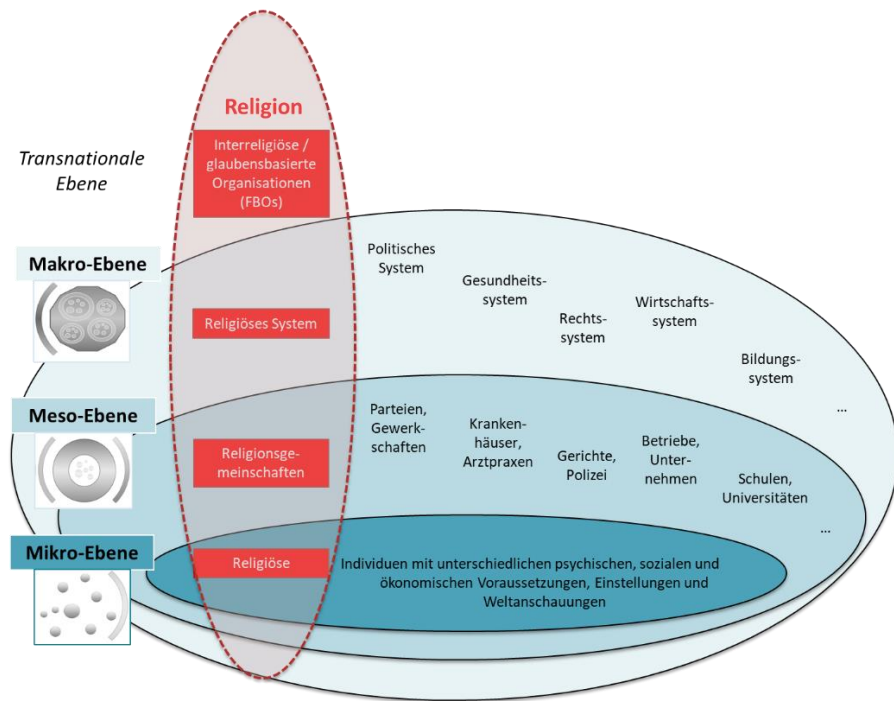 Religion
Interreligiöse /
glaubensbasierte
Organisationen
(FBOs)
Transnationale
Ebene
Makro-Ebene
Religiöses System
Politisches
System
Gesundheits-
system
Rechts-
system
Wirtschafts-
system
Bildungs-
system
...
Meso-Ebene
Religionsge-
meinschaften
Parteien,
Gewerk-
schaften
Kranken-
häuser,
Arztpraxen
Gerichte,
Polizei
Betriebe,
Unter-
nehmen
Schulen,
Universitäten
...
Mikro-Ebene
Religiöse
Individuen mit unterschiedlichen psychischen, sozialen und
ökonomischen Voraussetzungen, Einstellungen und
Weltanschauungen